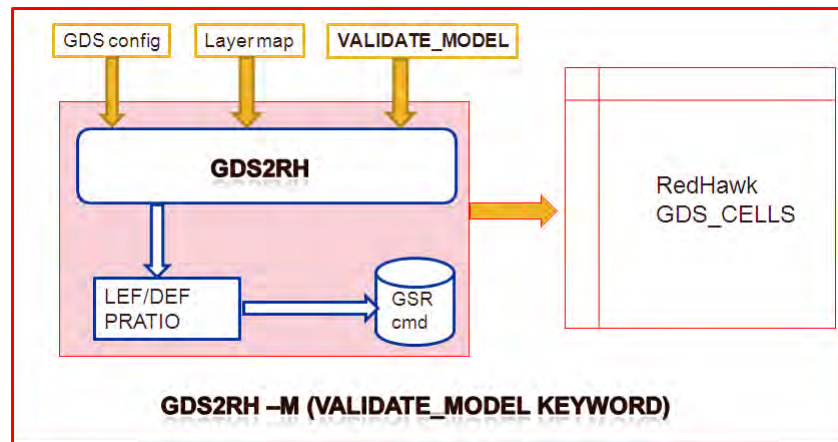 GDS config
Layer map
VALIDATE_MODEL
GDS2RH
RedHawk
GDS_CELLS
LEF/DEF
PRATIO
GSR
cmd
GDS2RH –M (VALIDATE_MODEL KEYWORD)